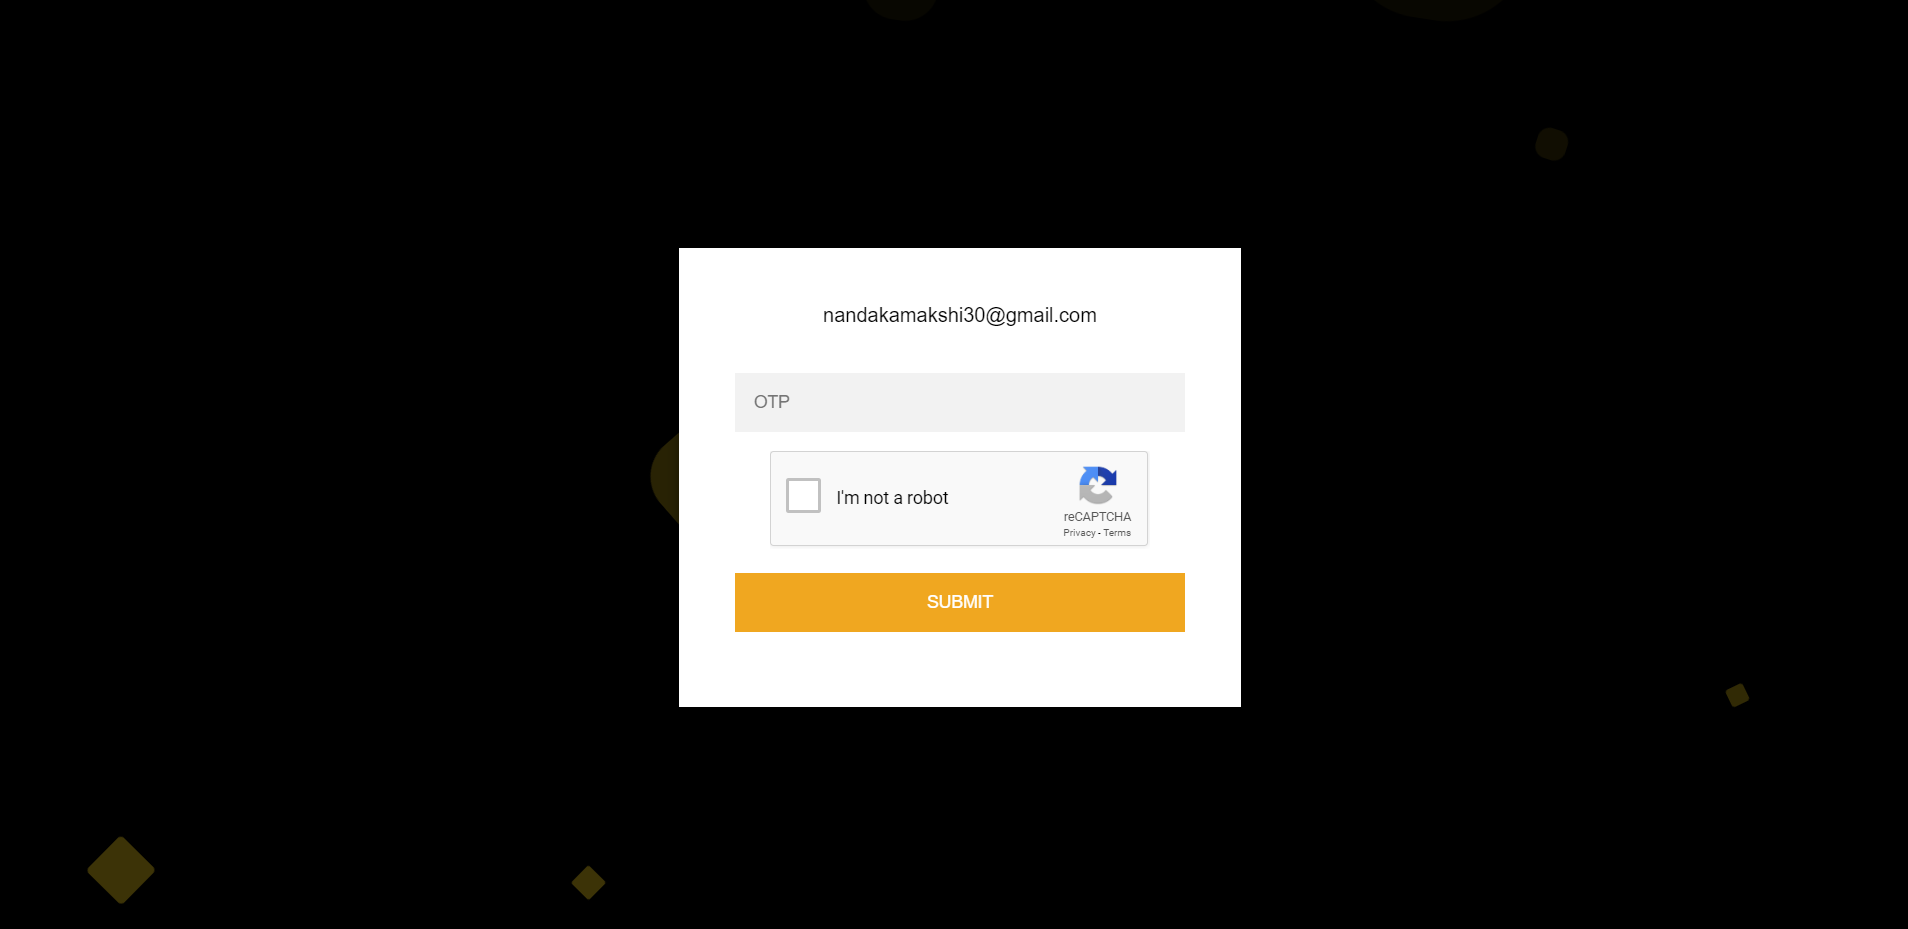 nandakamakshi30@gmail.com
OTP
I'm not a robot
reCAPTCHA
Privacy - Terms
SUBMIT